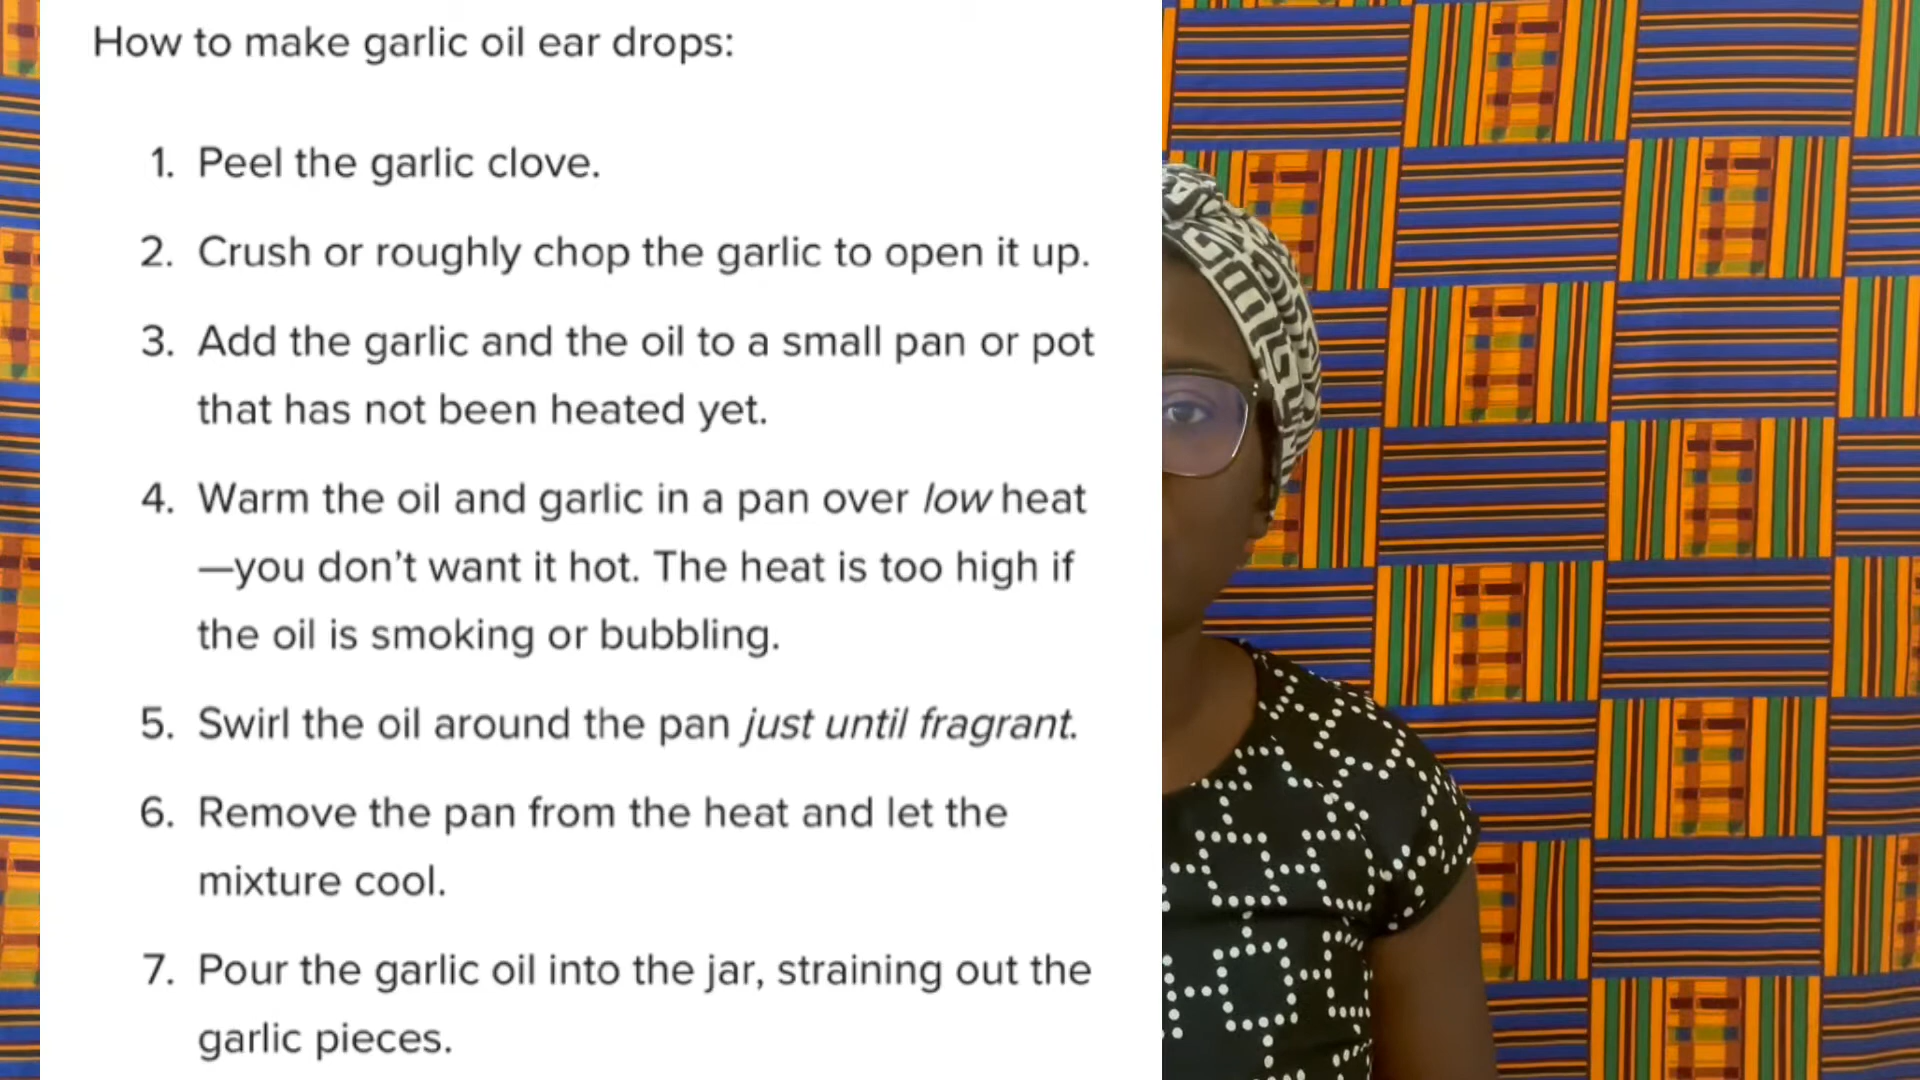 How to make garlic oil ear drops:
1. Peel the garlic clove.
2. Crush or roughly chop the garlic to open it up.
3. Add the garlic and the oil to a small pan or pot
that has not been heated yet.
4. Warm the oil and garlic in a pan over low heat
—you don’t want it hot. The heat is too high if
the oil is smoking or bubbling.
5. Swirl the oil around the pan just until fragrant.
6. Remove the pan from the heat and let the
mixture cool.
7. Pour the garlic oil into the jar, straining out the
garlic pieces.